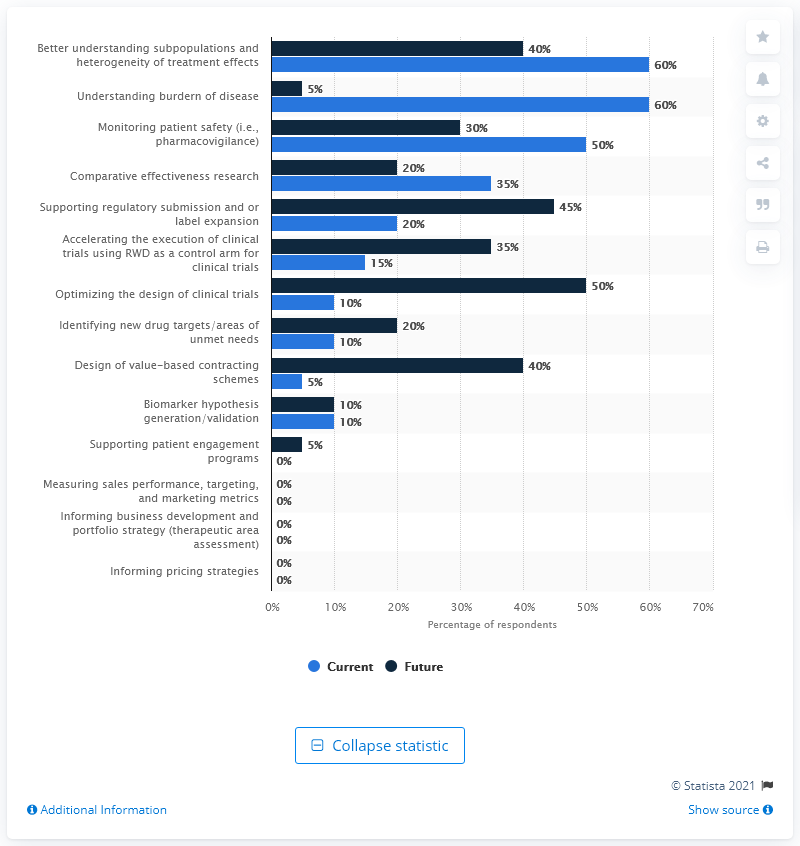 Better understanding subpopulations and
heterogeneity of treatment effects
40%
60%
Understanding burdern of disease
5%
60%
Monitoring patient safety (i.e.,
pharmacovigilance)
30%
50%
Comparative effectiveness research
20%
35%
Supporting regulatory submission and or
label expansion
45%
20%
Accelerating the execution of clinical
trials using RWD as a control arm for
clinical trials
35%
15%
Optimizing the design of clinical trials
50%
10%
Identifying new drug targets/areas of
unmet needs
20%
10%
Design of value-based contracting
schemes
40%
5%
Biomarker hypothesis
generation/validation
10%
10%
Supporting patient engagement
programs
5%
0%
Measuring sales performance, targeting,
and marketing metrics
0%
0%
Informing business development and
portfolio strategy (therapeutic area
assessment)
0%
0%
Informing pricing strategies
0%
0%
0% 10% 20% 30% 40% 50% 60% 70%
Percentage of respondents
Current Future
Collapse statistic
© Statista 2021
Additional Information
Show source